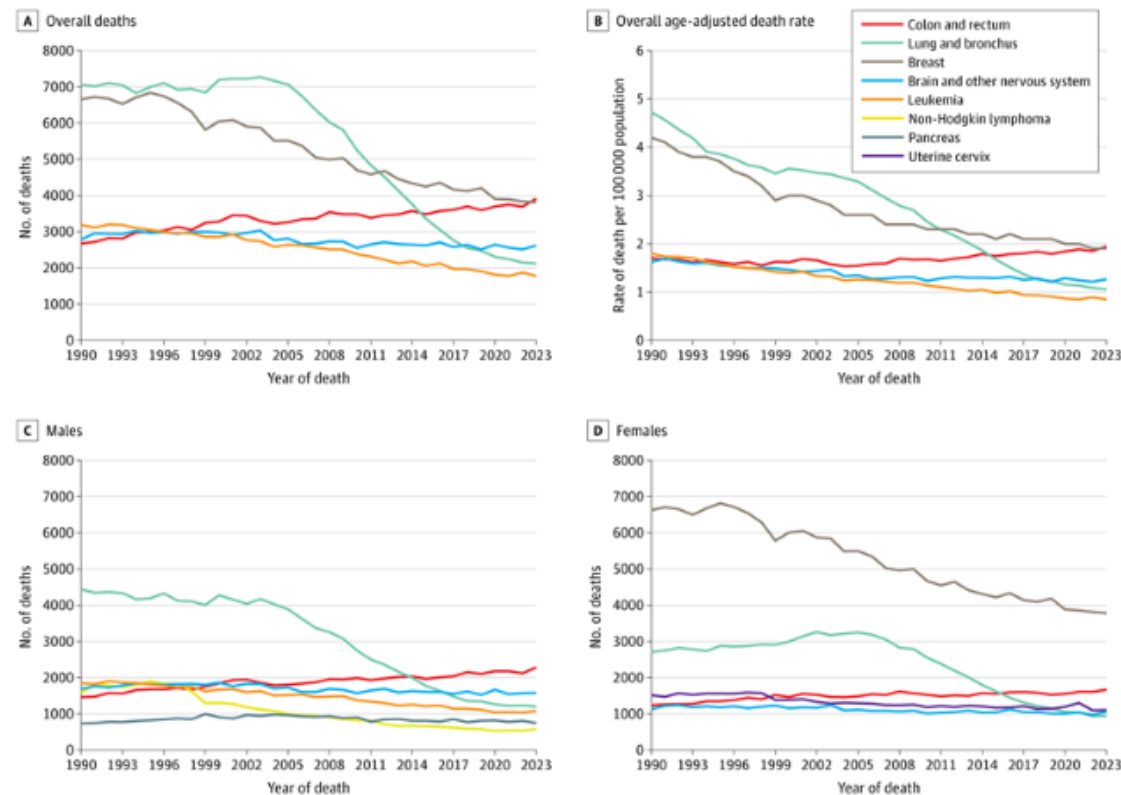 A Overall deaths
8000
7000
6000
5000
4000
3000
2000
1000
0
No. of deaths
1990 1993 1996 1999 2002 2005 2008 2011 2014 2017 2020 2023
Year of death
B Overall age-adjusted death rate
6
5
4
3
2
1
0
Rate of death per 100 000 population
1990 1993 1996 1999 2002 2005 2008 2011 2014 2017 2020 2023
Year of death
Colon and rectum
Lung and bronchus
Breast
Brain and other nervous system
Leukemia
Non-Hodgkin lymphoma
Pancreas
Uterine cervix
C Males
8000
7000
6000
5000
4000
3000
2000
1000
0
No. of deaths
1990 1993 1996 1999 2002 2005 2008 2011 2014 2017 2020 2023
Year of death
D Females
8000
7000
6000
5000
4000
3000
2000
1000
0
No. of deaths
1990 1993 1996 1999 2002 2005 2008 2011 2014 2017 2020 2023
Year of death